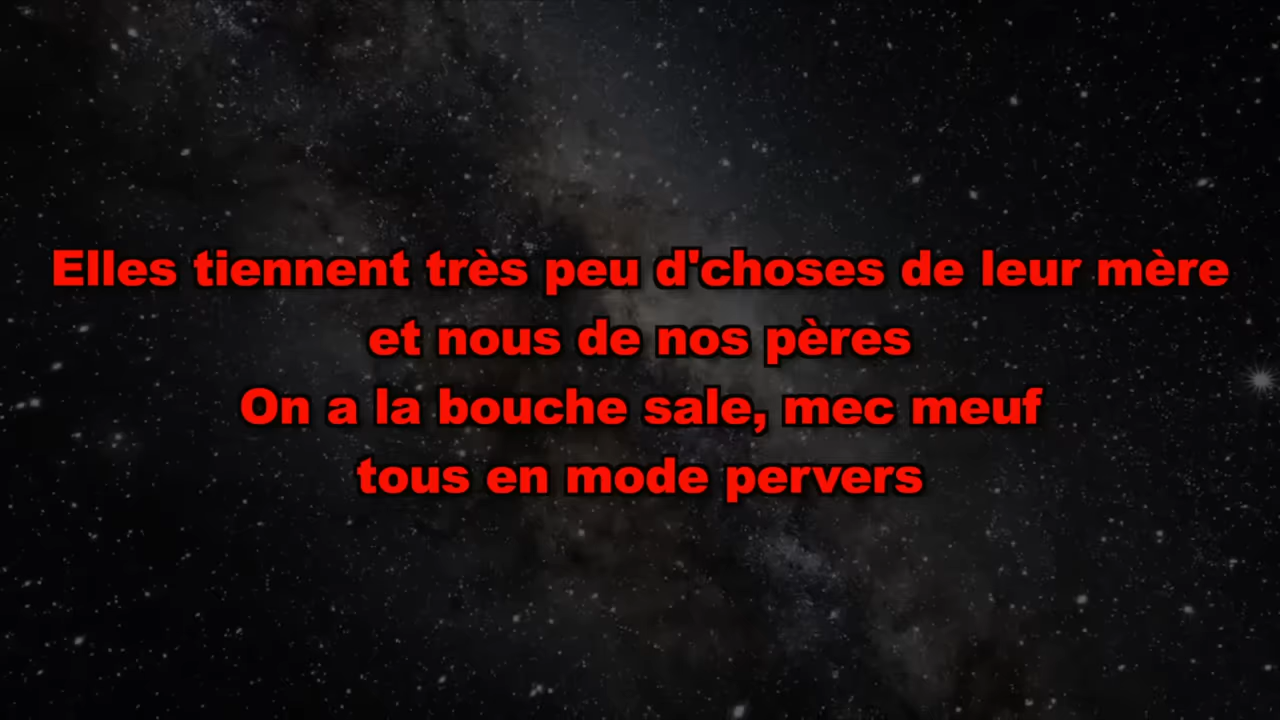 Elles tiennent très peu d'choses de leur mère
et nous de nos pères
On a la bouche sale, mec meuf
tous en mode pervers